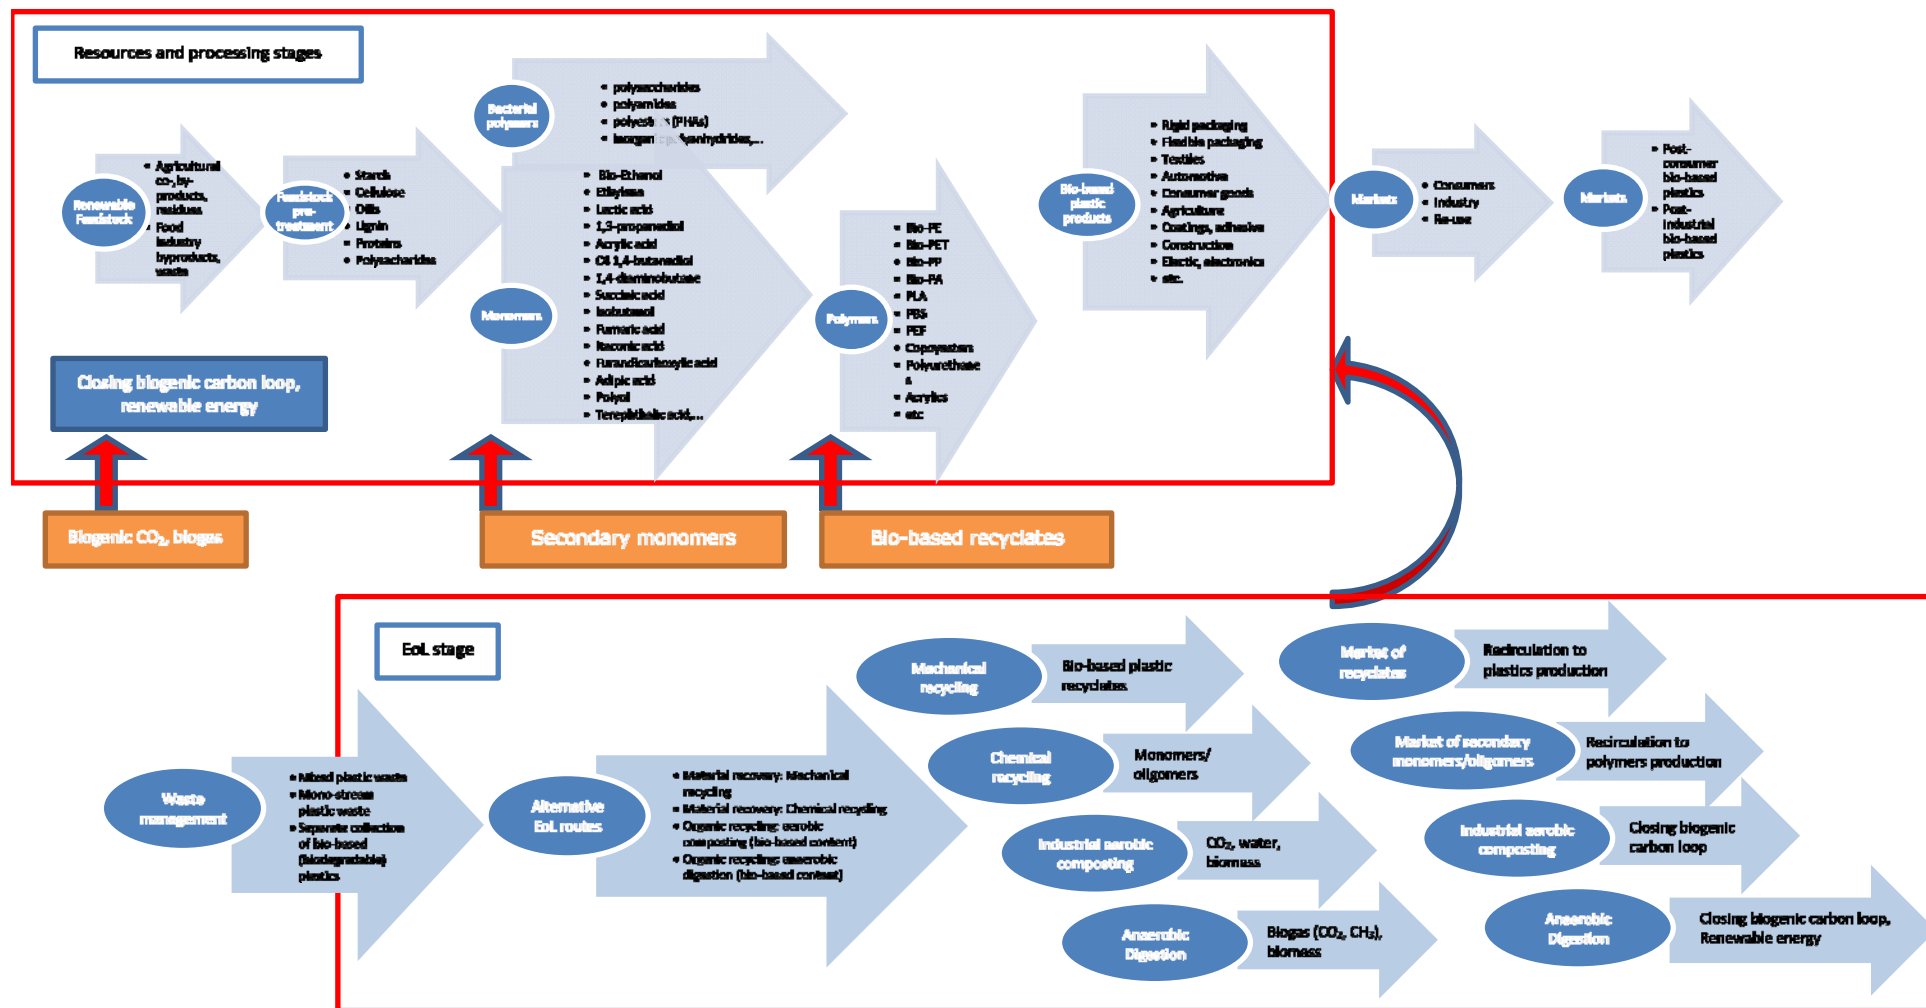 Resources and processing stages
Renewable
Feedstock
Agricultural
co-,by-
products,
residues
Food
industry
byproducts,
waste
Feedstock
pre-
treatment
Starch
Cellulose
Oills
Lignin
Proteins
Polysacharides
Bacterial
polymers
polysaccharides
polyamides
polyesters (PHAs)
inorganic polyanhydrides,...
Monomers
Bio-Ethanol
Ethylene
Lactic acid
1,3-propanediol
Acrylic acid
C4 1,4-butanediol
1,4-diaminobutane
Succinic acid
Isobutanol
Fumaric acid
Itaconic acid
Furandicarboxylic acid
Adipic acid
Polyol
Terephthalic acid,...
Polymers
Bio-PE
Bio-PET
Bio-PP
Bio-PA
PLA
PBS
PEF
Copoyesters
Polyurethane
s
Acrylics
etc
Bio-based
plastic
products
Rigid packaging
Flexible packaging
Textiles
Automotive
Consumer goods
Agriculture
Coatings, adhesive
Construction
Electic, electronics
etc.
Markets
Consumers
Industry
Re-use
Markets
Post-
consumer
bio-based
plastics
Post-
industrial
bio-based
plastics
Closing biogenic carbon loop,
renewable energy
Biogenic CO₂, biogas
Secondary monomers
Bio-based recyclates
EoL stage
Waste
management
Mixed plastic waste
Mono-stream
plastic waste
Separate collection
of bio-based
(biodegradable)
plastics
Alternative
EoL routes
Material recovery: Mechanical
recycling
Material recovery: Chemical recycling
Organic recycling: aerobic
composting (bio-based content)
Organic recycling: anaerobic
digestion (bio-based content)
Mechanical
recycling
Bio-based plastic
recyclates
Market of
recyclates
Recirculation to
plastics production
Chemical
recycling
Monomers/
oligomers
Market of secondary
monomers/oligomers
Recirculation to
polymers production
Industrial aerobic
composting
CO₂, water,
biomass
Industrial aerobic
composting
Closing biogenic
carbon loop
Anaerobic
Digestion
Biogas (CO₂, CH₃),
biomass
Anaerobic
Digestion
Closing biogenic carbon loop,
Renewable energy